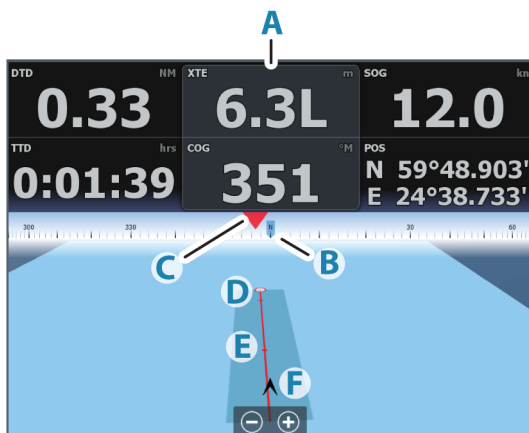 A
DTD NM XTE m SOG kn
0.33 6.3L 12.0
TTD hrs COG °M POS
0:01:39 351 N 59°48.903'
E 24°38.733'
300 330 N 30 60
C B
D
E
F